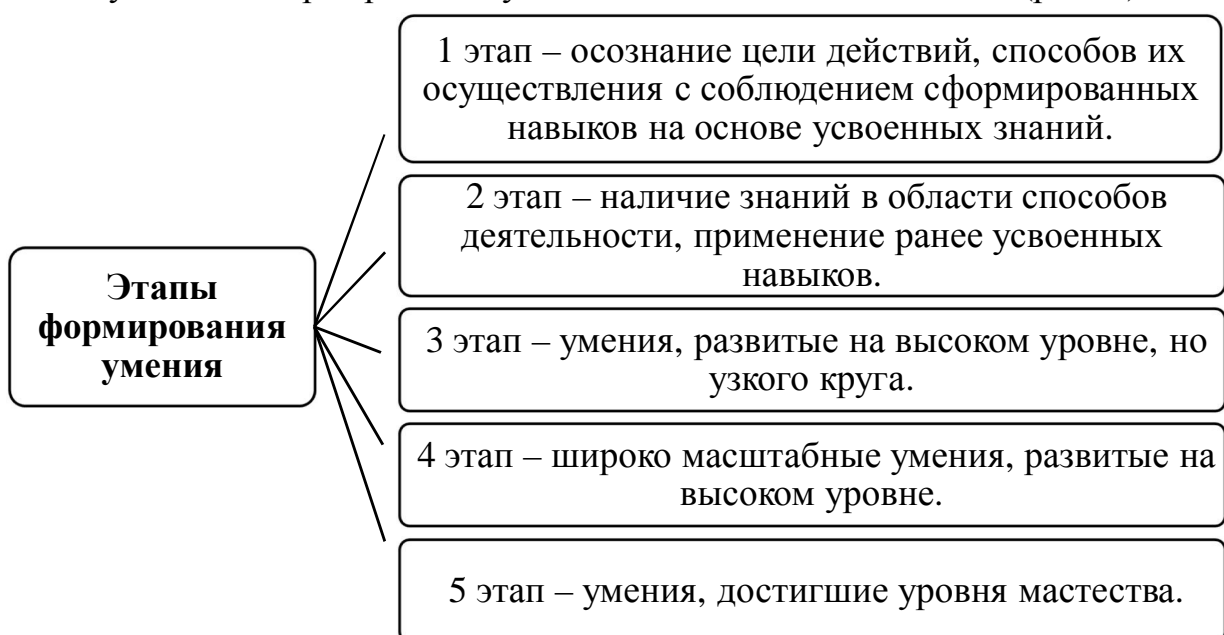 1 этап – осознание цели действий, способов их
осуществления с соблюдением сформированных
навыков на основе усвоенных знаний.
2 этап – наличие знаний в области способов
деятельности, применение ранее усвоенных
навыков.
Этапы
формирования
умения
3 этап – умения, развитые на высоком уровне, но
узкого круга.
4 этап – широко масштабные умения, развитые на
высоком уровне.
5 этап – умения, достигшие уровня мастества.